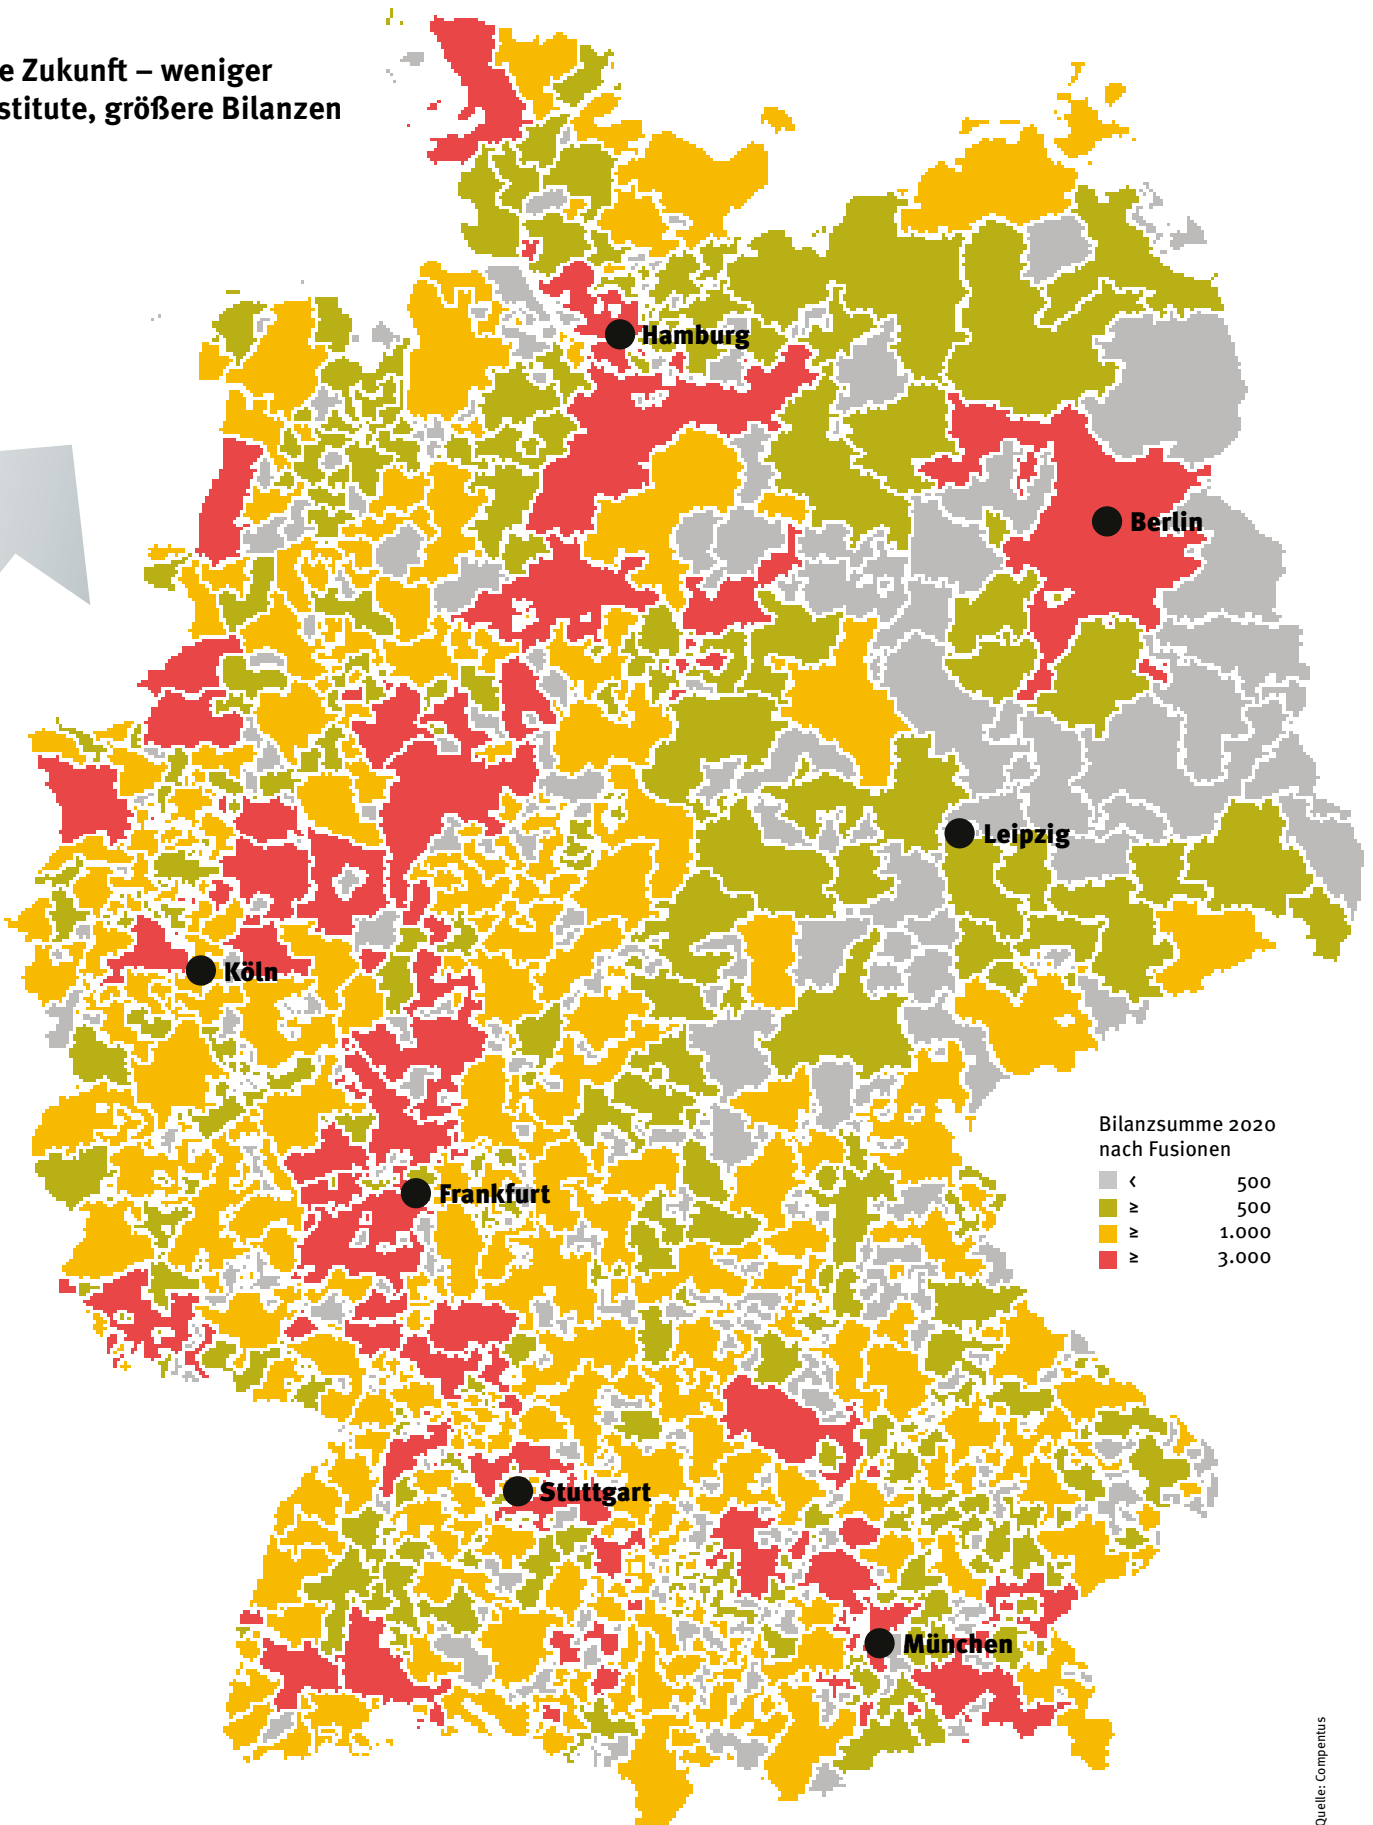 e Zukunft – weniger
stitute, größere Bilanzen
Hamburg
Berlin
Leipzig
Köln
Bilanzsumme 2020
nach Fusionen
< 500
≥ 500
≥ 1.000
≥ 3.000
Frankfurt
Stuttgart
München
Quelle: Compentus